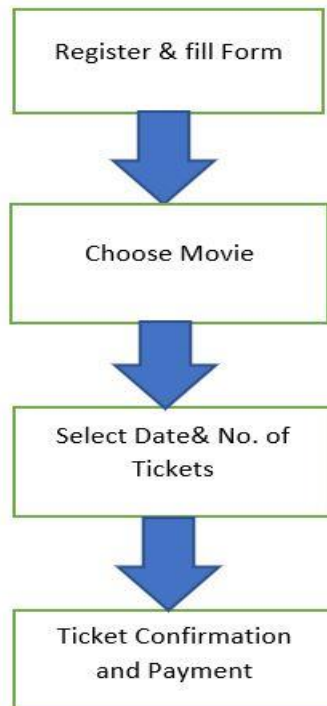 Register & fill Form
Choose Movie
Select Date& No. of
Tickets
Ticket Confirmation
and Payment